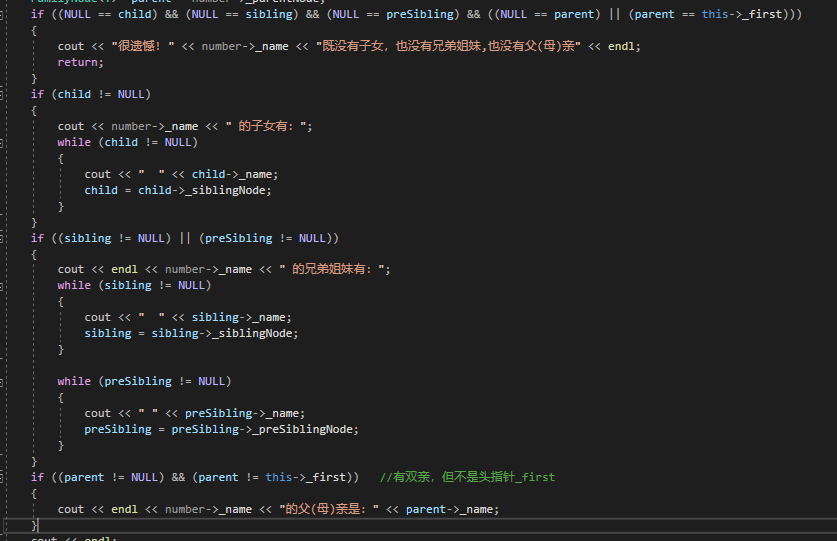 if ((NULL == child) && (NULL == sibling) && (NULL == preSibling) && ((NULL == parent) || (parent == this->_first)))
{
cout << "很遗憾! " << number->_name << "既没有子女, 也没有兄弟姐妹,也没有父(母)亲" << endl;
return;
}
if (child != NULL)
{
cout << number->_name << " 的子女有: ";
while (child != NULL)
{
cout << "  " << child->_name;
child = child->_siblingNode;
}
}
if ((sibling != NULL) || (preSibling != NULL))
{
cout << endl << number->_name << " 的兄弟姐妹有: ";
while (sibling != NULL)
{
cout << "  " << sibling->_name;
sibling = sibling->_siblingNode;
}
while (preSibling != NULL)
{
cout << " " << preSibling->_name;
preSibling = preSibling->_preSiblingNode;
}
}
if ((parent != NULL) && (parent != this->_first)) //有双亲, 但不是头指针_first
{
cout << endl << number->_name << "的父(母)亲是: " << parent->_name;
}
cout << endl;